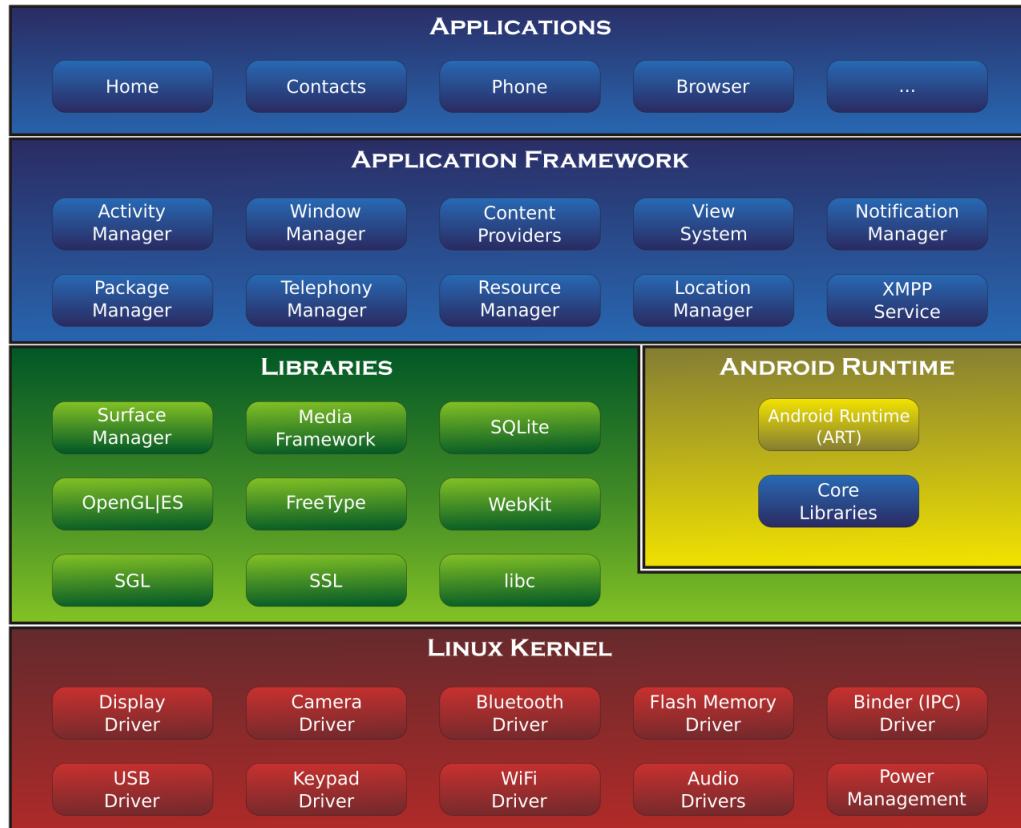 APPLICATIONS
Home
Contacts
Phone
Browser
...
APPLICATION FRAMEWORK
Activity
Manager
Window
Manager
Content
Providers
View
System
Notification
Manager
Package
Manager
Telephony
Manager
Resource
Manager
Location
Manager
XMPP
Service
LIBRARIES
Surface
Manager
Media
Framework
SQLite
OpenGL|ES
FreeType
WebKit
SGL
SSL
libc
ANDROID RUNTIME
Android Runtime
(ART)
Core
Libraries
LINUX KERNEL
Display
Driver
Camera
Driver
Bluetooth
Driver
Flash Memory
Driver
Binder (IPC)
Driver
USB
Driver
Keypad
Driver
WiFi
Driver
Audio
Drivers
Power
Management